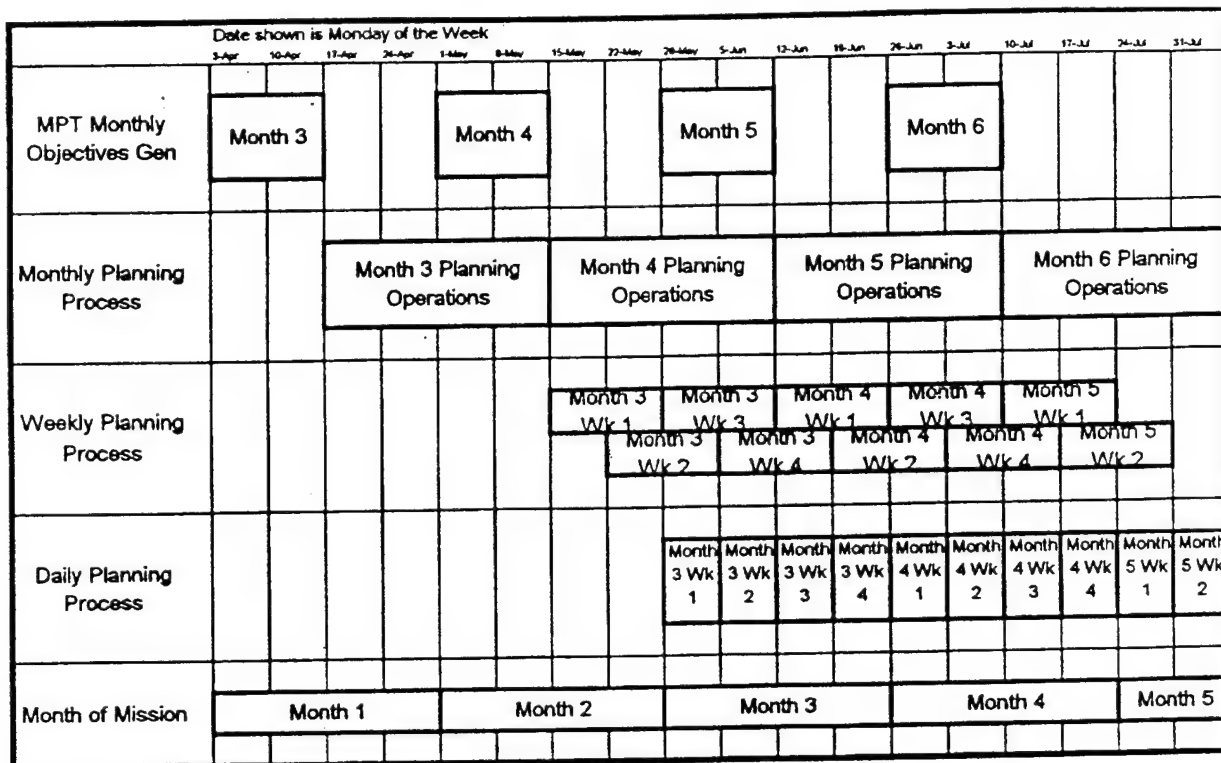 Date shown is Monday of the Week
3-Apr 10-Apr 17-Apr 24-Apr 1-May 8-May 15-May 22-May 29-May 5-Jun 12-Jun 19-Jun 26-Jun 3-Jul 10-Jul 17-Jul 24-Jul 31-Jul
MPT Monthly
Objectives Gen
Month 3
Month 4
Month 5
Month 6
Monthly Planning
Process
Month 3 Planning
Operations
Month 4 Planning
Operations
Month 5 Planning
Operations
Month 6 Planning
Operations
Weekly Planning
Process
Month 3
Wk 1
Month 3
Wk 3
Month 4
Wk 1
Month 4
Wk 3
Month 5
Wk 1
Month 3
Wk 2
Month 3
Wk 4
Month 4
Wk 2
Month 4
Wk 4
Month 5
Wk 2
Daily Planning
Process
Month
3 Wk
1
Month
3 Wk
2
Month
3 Wk
3
Month
3 Wk
4
Month
4 Wk
1
Month
4 Wk
2
Month
4 Wk
3
Month
4 Wk
4
Month
5 Wk
1
Month
5 Wk
2
Month of Mission
Month 1
Month 2
Month 3
Month 4
Month 5